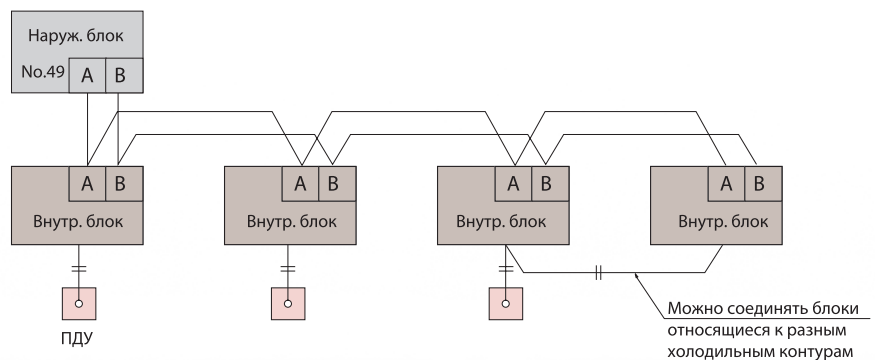 Наруж. блок
No.49 A B
A B A B A B A B
Внутр. блок Внутр. блок Внутр. блок Внутр. блок
ПДУ
Можно соединять блоки
относящиеся к разным
холодильным контурам